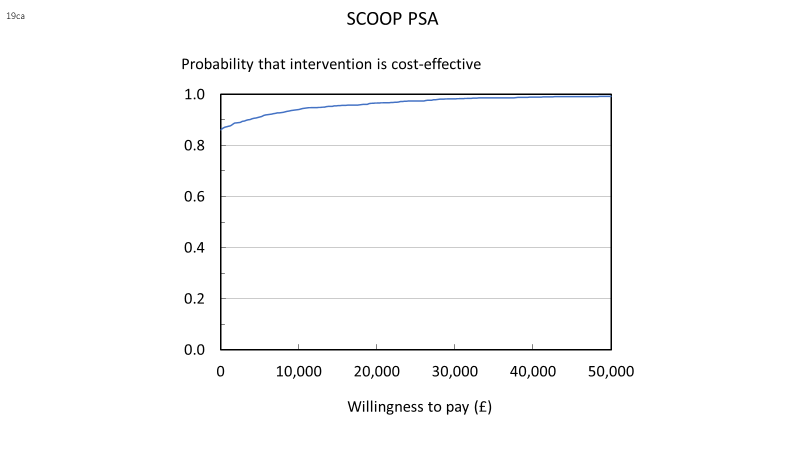 19ca
SCOOP PSA
Probability that intervention is cost-effective
1.0
0.8
0.6
0.4
0.2
0.0
0 10,000 20,000 30,000 40,000 50,000
Willingness to pay (£)